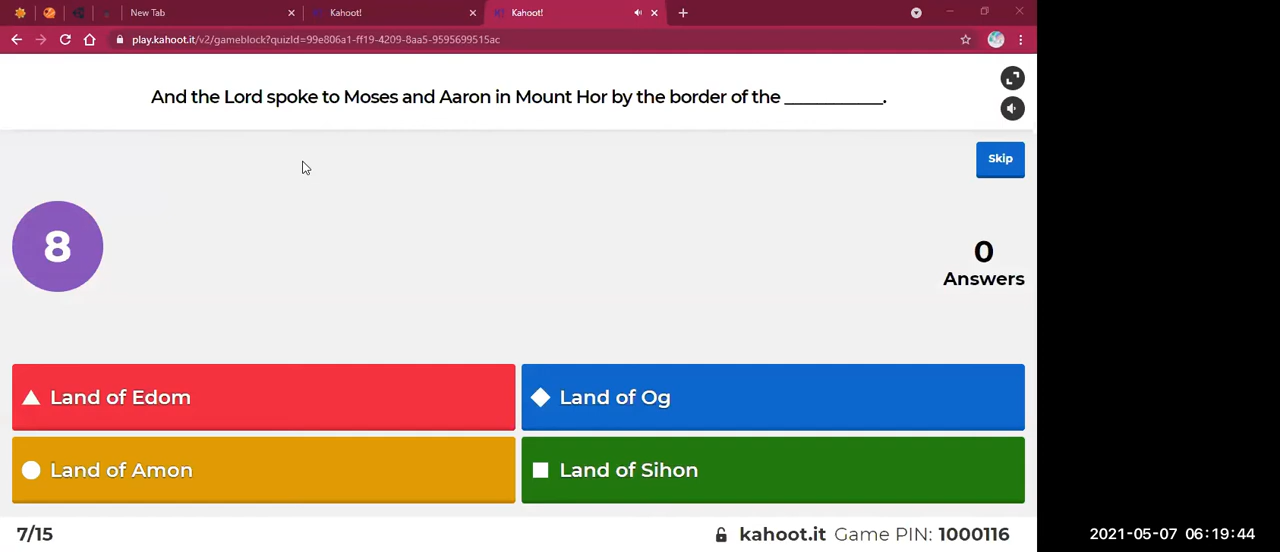 New Tab
Kahoot!
Kahoot!
play.kahoot.it/v2/gameblock?quizId=99e806a1-ff19-4209-8aa5-9595699515ac
And the Lord spoke to Moses and Aaron in Mount Hor by the border of the __________.
Skip
8
0
Answers
Land of Edom
Land of Og
Land of Amon
Land of Sihon
7/15
kahoot.it Game PIN: 1000116
2021-05-07 06:19:44